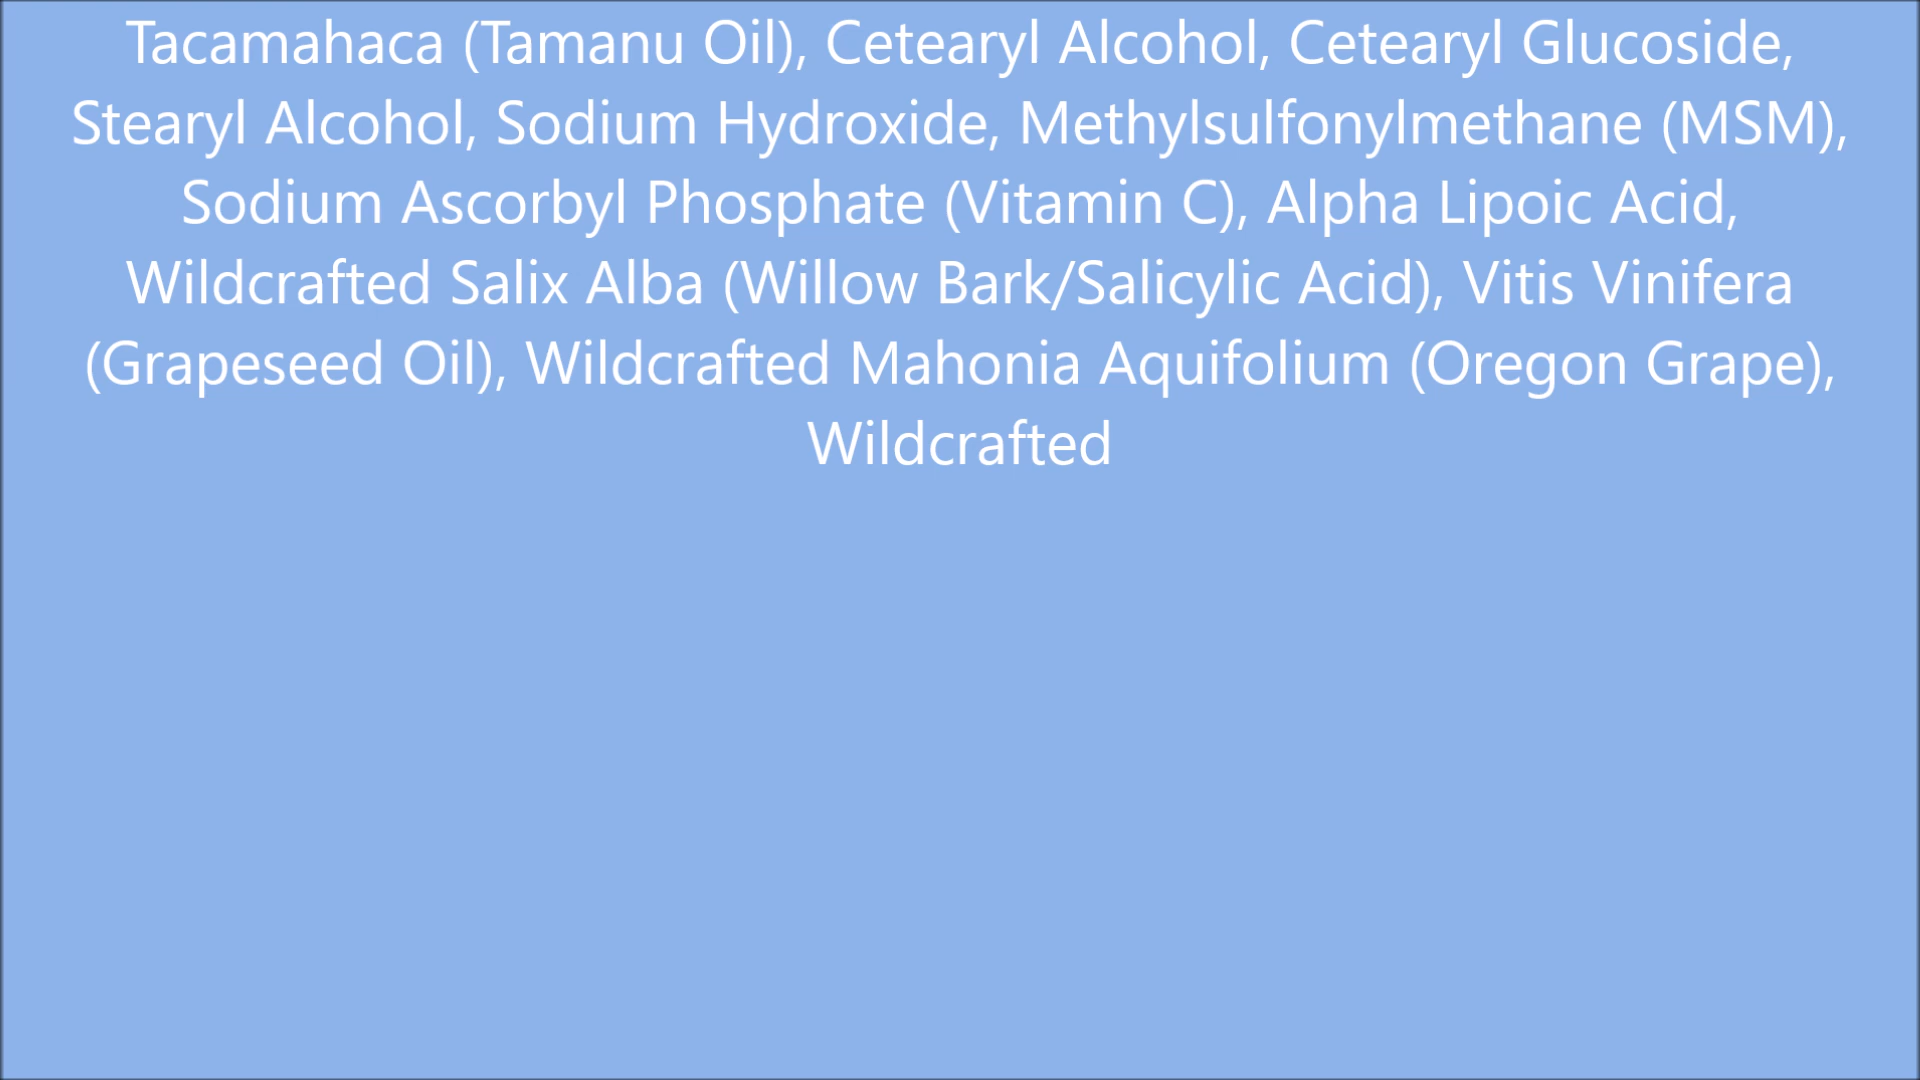 Tacamahaca (Tamanu Oil), Cetearyl Alcohol, Cetearyl Glucoside,
Stearyl Alcohol, Sodium Hydroxide, Methylsulfonylmethane (MSM),
Sodium Ascorbyl Phosphate (Vitamin C), Alpha Lipoic Acid,
Wildcrafted Salix Alba (Willow Bark/Salicylic Acid), Vitis Vinifera
(Grapeseed Oil), Wildcrafted Mahonia Aquifolium (Oregon Grape),
Wildcrafted